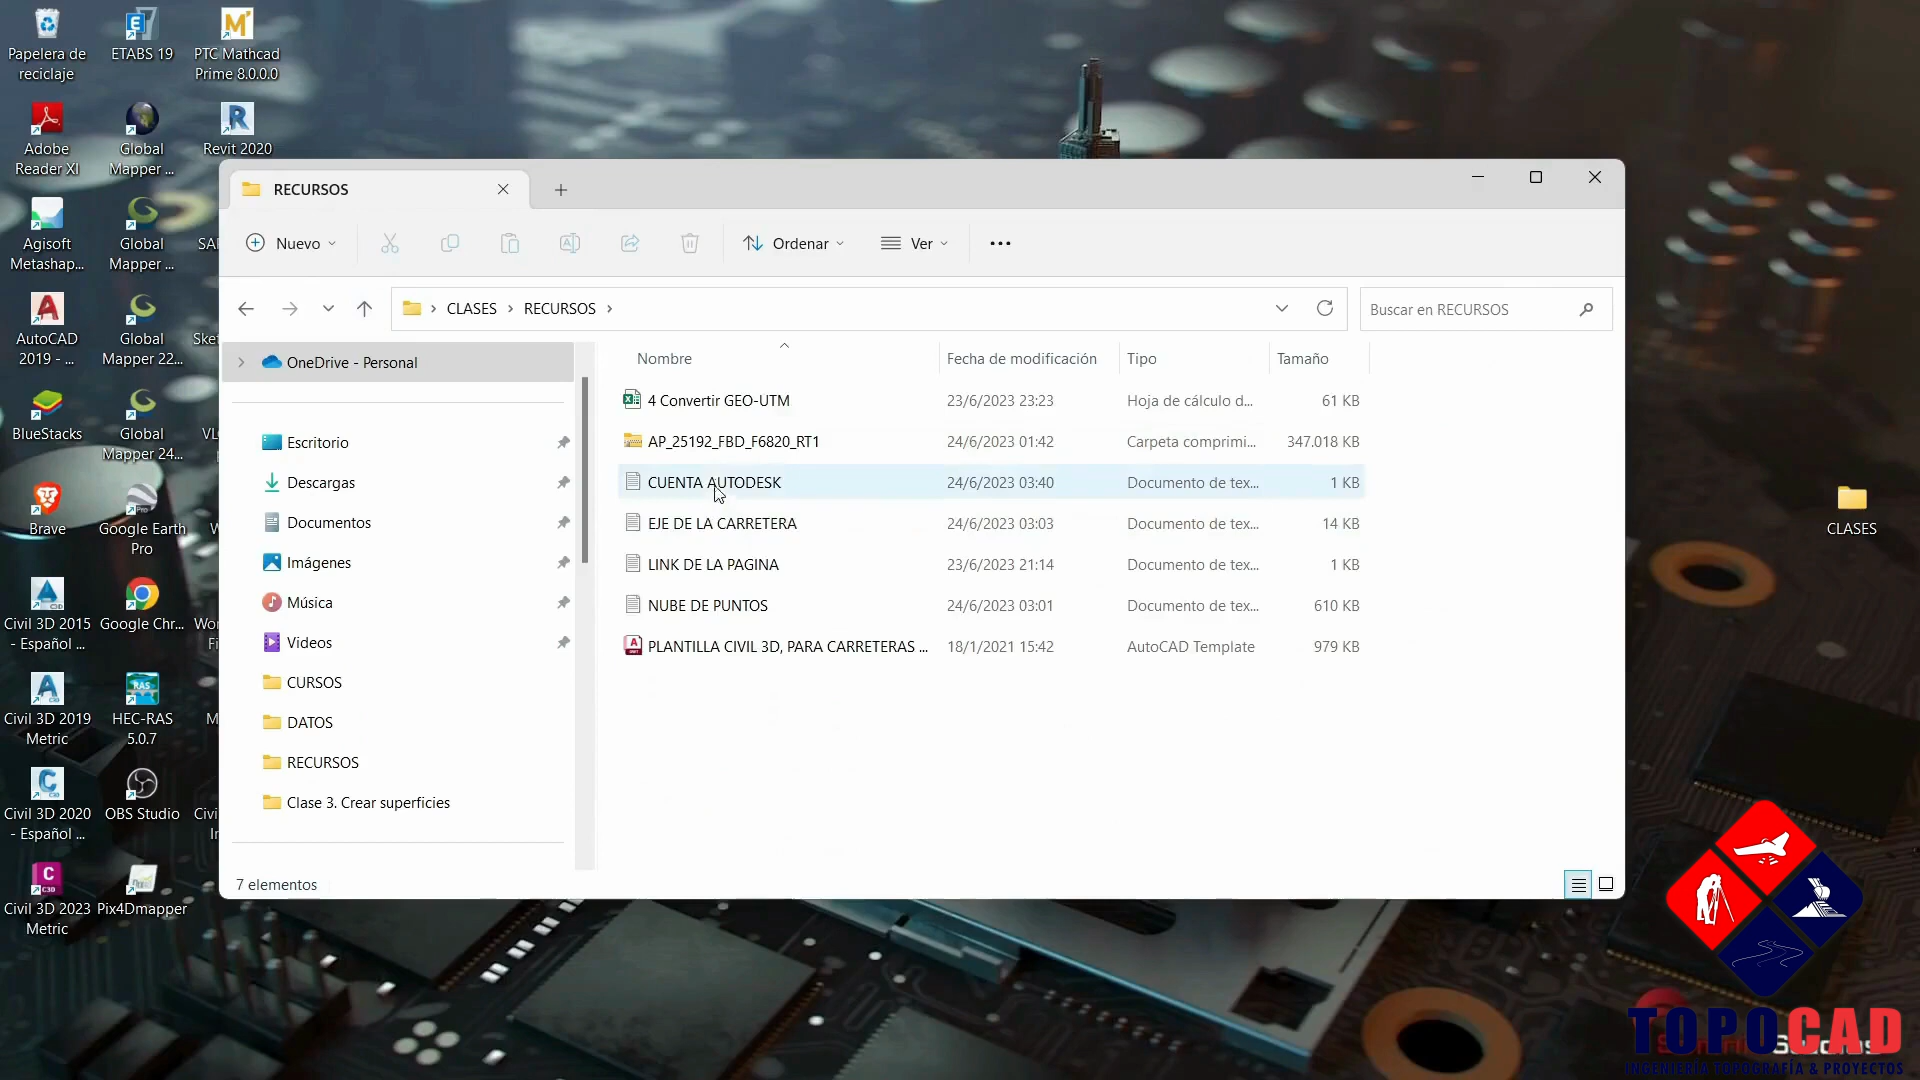 Papelera de
reciclaje
ETABS 19
PTC Mathcad
Prime 8.0.0.0
Adobe
Reader XI
Global
Mapper ...
Revit 2020
Agisoft
Metashap...
Global
Mapper ...
SAI
AutoCAD
2019 - ...
Global
Mapper 22...
Sket
BlueStacks
Global
Mapper 24...
VL
Brave
Google Earth
Pro
Civil 3D 2015
- Español ...
Google Chr...
Wor
Fi
Civil 3D 2019
Metric
HEC-RAS
5.0.7
M
Civil 3D 2020
- Español ...
OBS Studio
Civi
Civil 3D 2023
Metric
Pix4Dmapper
RECURSOS
Nuevo
Ordenar
Ver
CLASES
RECURSOS
Buscar en RECURSOS
OneDrive - Personal
Escritorio
Descargas
Documentos
Imágenes
Música
Videos
CURSOS
DATOS
RECURSOS
Clase 3. Crear superficies
Nombre Fecha de modificación Tipo Tamaño
4 Convertir GEO-UTM 23/6/2023 23:23 Hoja de cálculo d... 61 KB
AP_25192_FBD_F6820_RT1 24/6/2023 01:42 Carpeta comprimi... 347.018 KB
CUENTA AUTODESK 24/6/2023 03:40 Documento de tex... 1 KB
EJE DE LA CARRETERA 24/6/2023 03:03 Documento de tex... 14 KB
LINK DE LA PAGINA 23/6/2023 21:14 Documento de tex... 1 KB
NUBE DE PUNTOS 24/6/2023 03:01 Documento de tex... 610 KB
PLANTILLA CIVIL 3D, PARA CARRETERAS ... 18/1/2021 15:42 AutoCAD Template 979 KB
7 elementos
CLASES
TOPOCAD
INGENIERÍA TOPOGRAFÍA & PROYECTOS